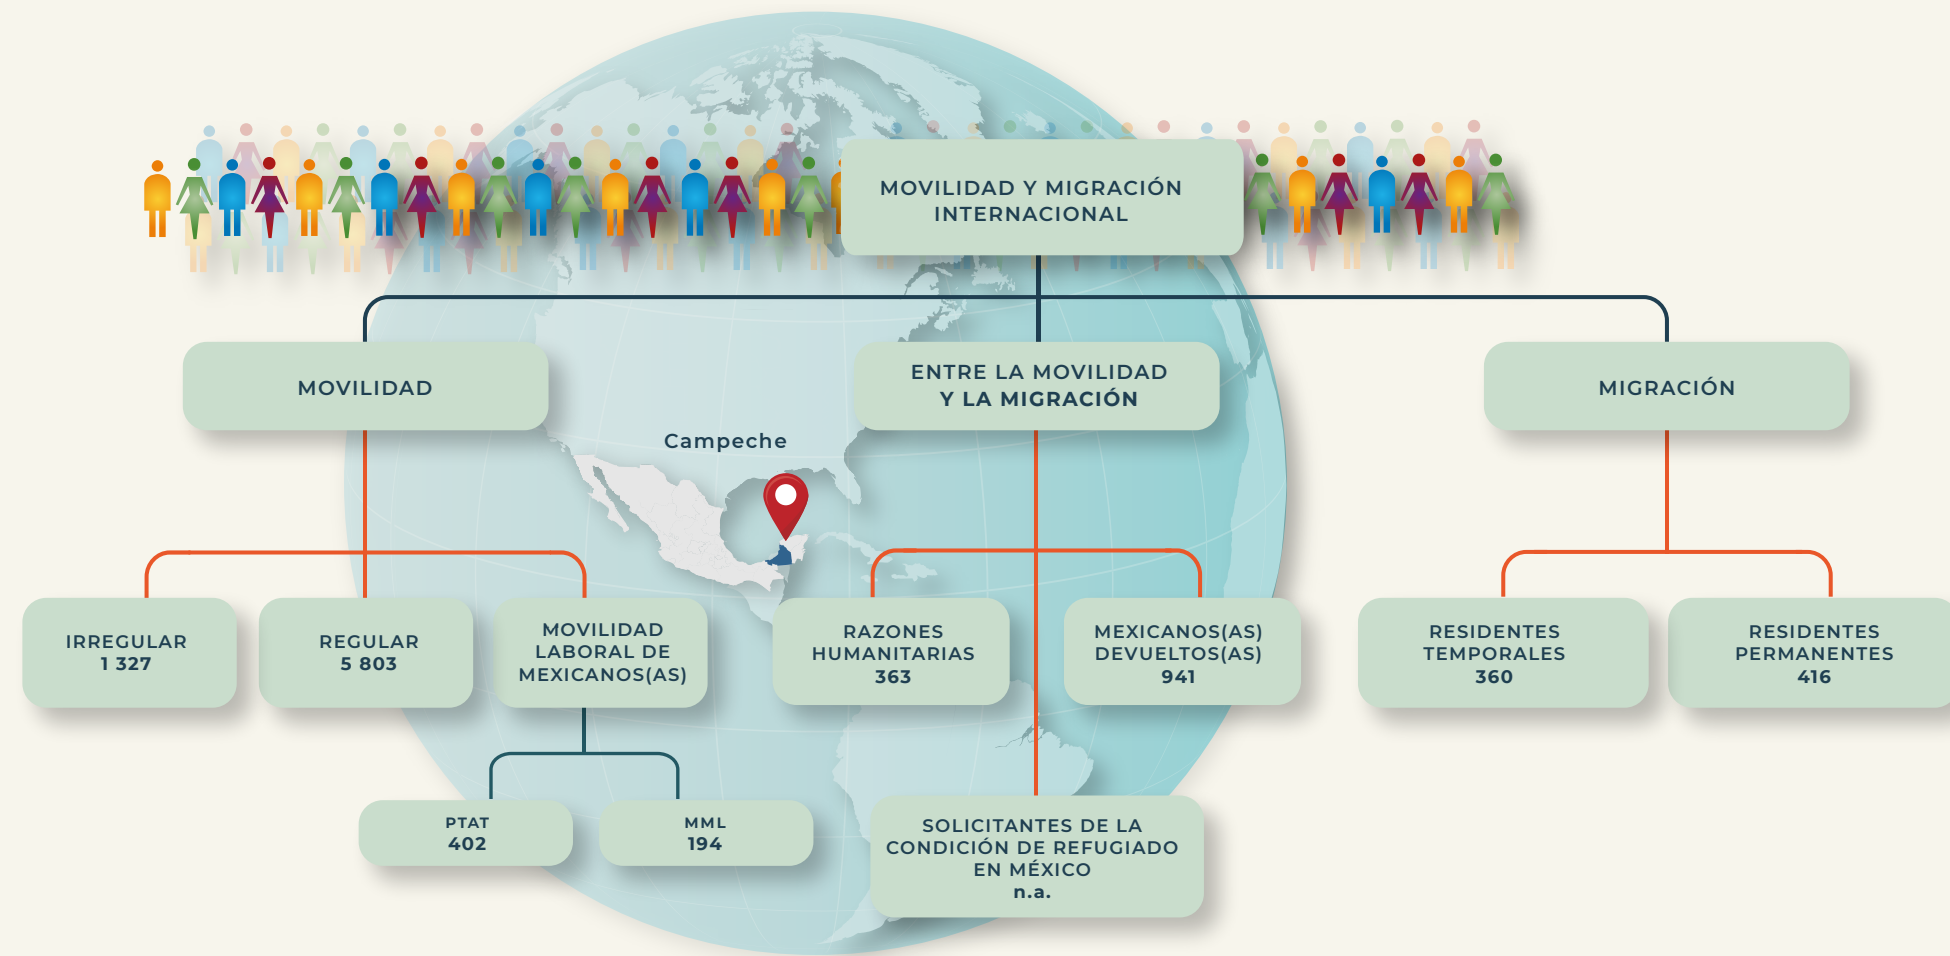 MOVILIDAD Y MIGRACIÓN
INTERNACIONAL
MOVILIDAD
ENTRE LA MOVILIDAD
Y LA MIGRACIÓN
MIGRACIÓN
Campeche
IRREGULAR
1 327
REGULAR
5 803
MOVILIDAD
LABORAL DE
MEXICANOS(AS)
RAZONES
HUMANITARIAS
363
MEXICANOS(AS)
DEVUELTOS(AS)
941
RESIDENTES
TEMPORALES
360
RESIDENTES
PERMANENTES
416
PTAT
402
MML
194
SOLICITANTES DE LA
CONDICIÓN DE REFUGIADO
EN MÉXICO
n.a.